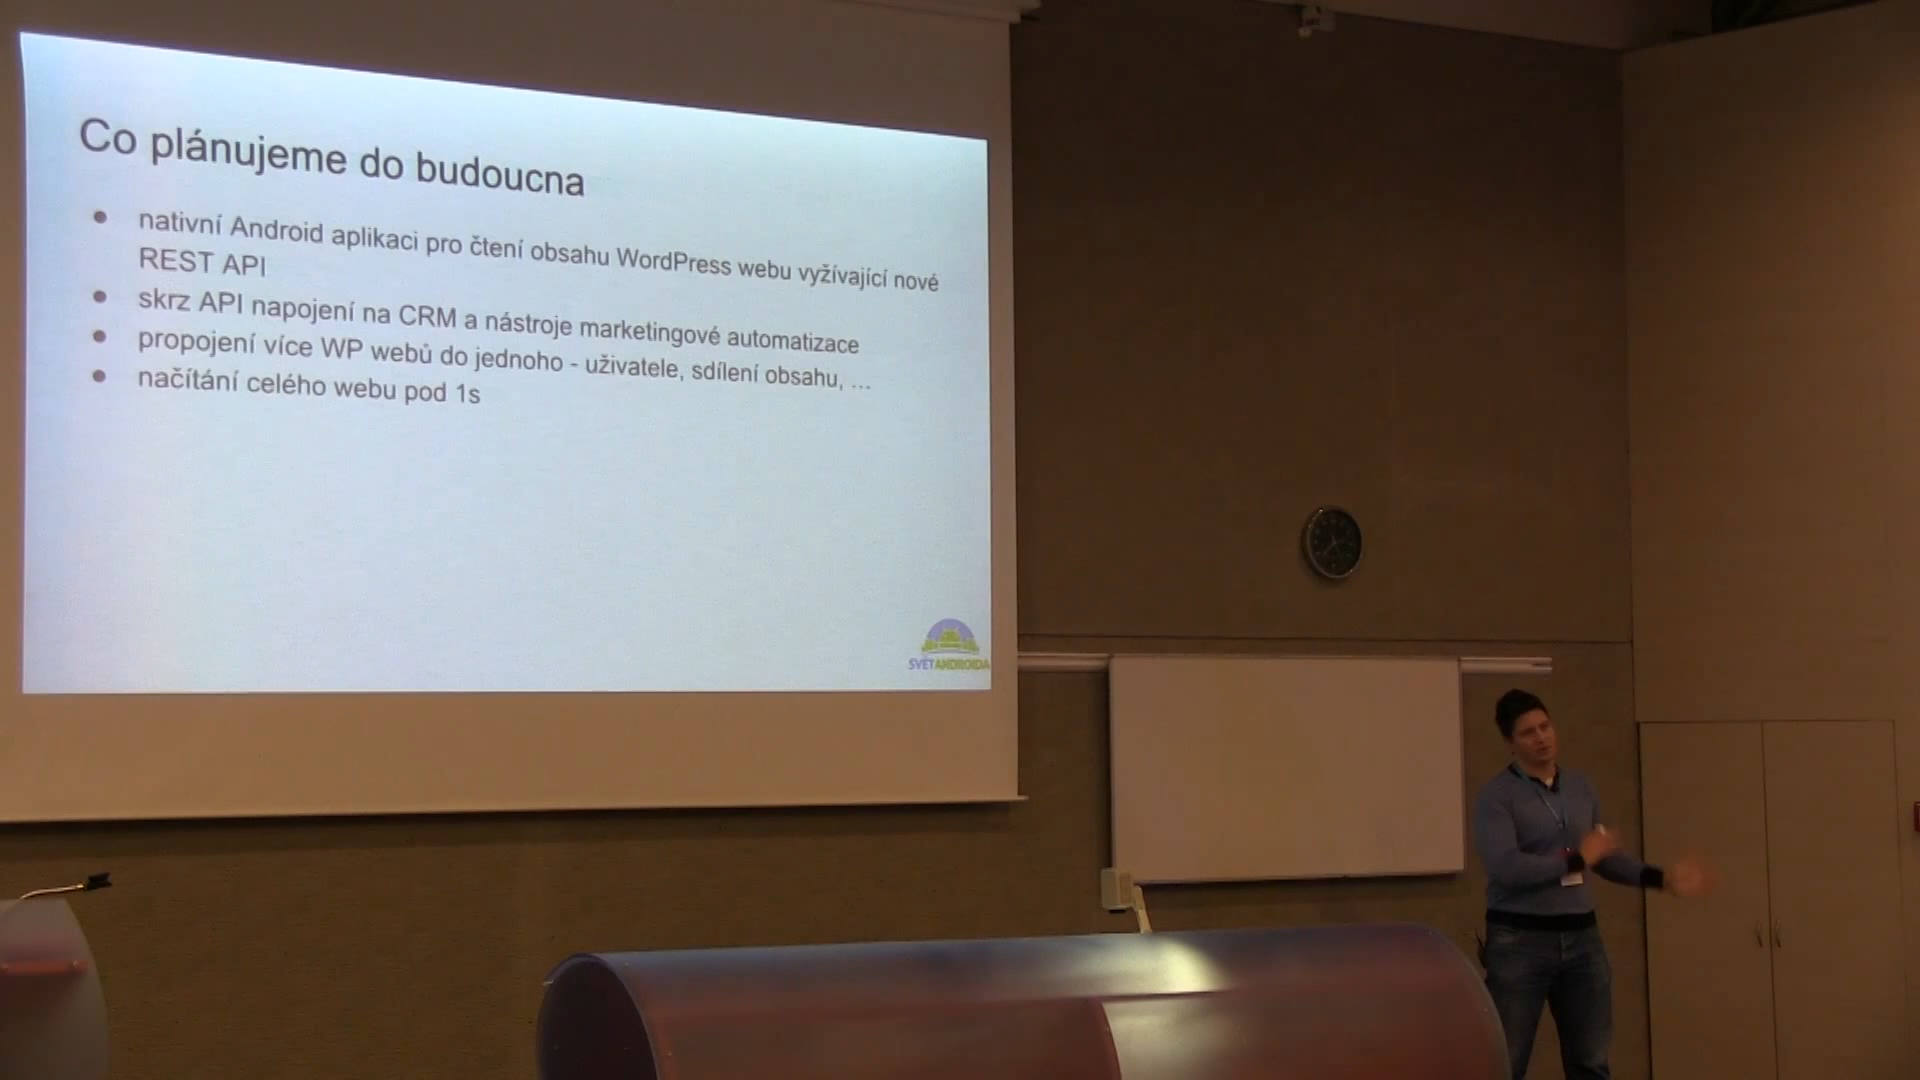 Co plánujeme do budoucna
nativní Android aplikaci pro čtení obsahu WordPress webu vyžívající nové
REST API
skrz API napojení na CRM a nástroje marketingové automatizace
propojení více WP webů do jednoho - uživatele, sdílení obsahu, ...
načítání celého webu pod 1s
SVĚTANDROIDA